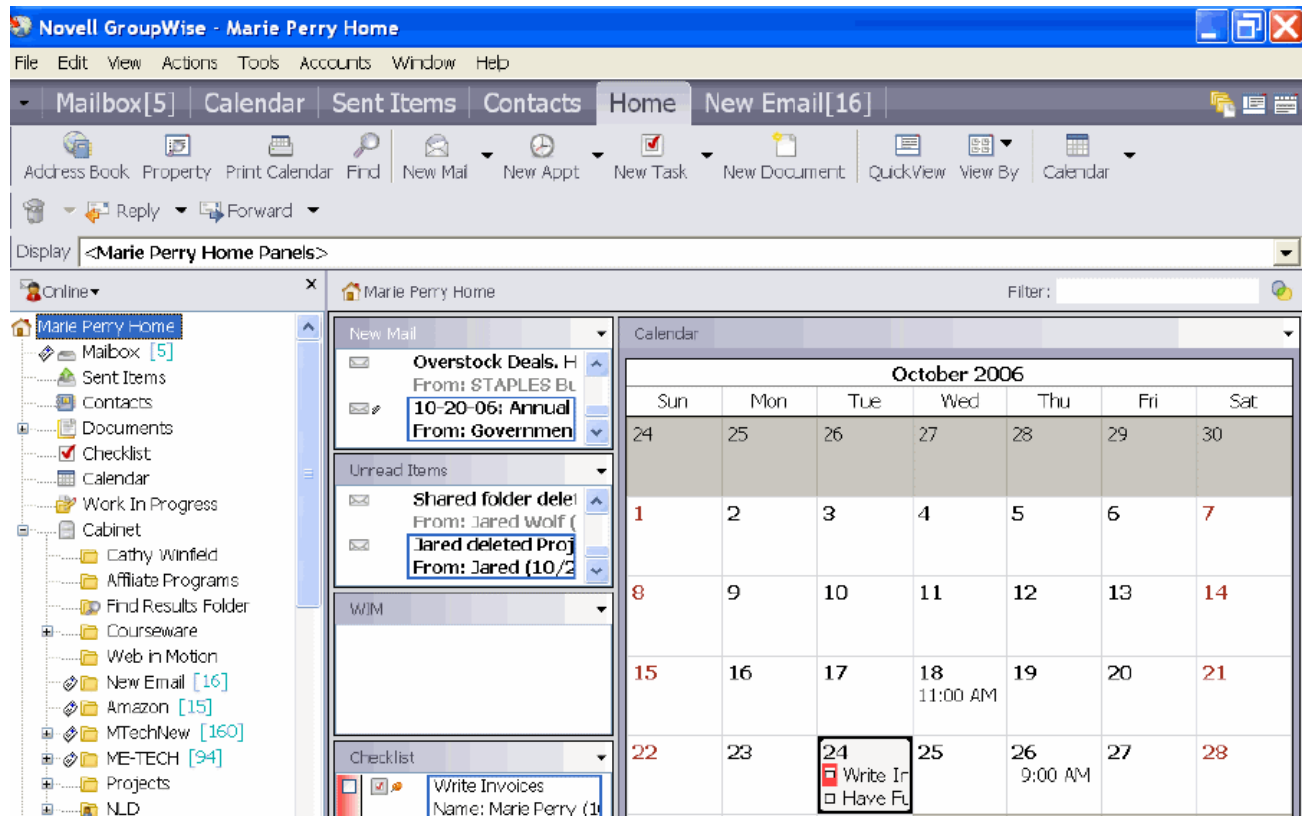 Novell GroupWise - Marie Perry Home
File Edit View Actions Tools Accounts Window Help
Mailbox[5] Calendar Sent Items Contacts Home New Email[16]
Address Book Property Print Calendar Find New Mail New Appt New Task New Document QuickView View By Calendar
Reply Forward
Display <Marie Perry Home Panels>
Online Marie Perry Home Filter:
Marie Perry Home
Mailbox [5]
Sent Items
Contacts
Documents
Checklist
Calendar
Work In Progress
Cabinet
Cathy Winfield
Affiliate Programs
Find Results Folder
Courseware
Web in Motion
New Email [16]
Amazon [15]
MTechNew [160]
ME-TECH [94]
Projects
NLD
New Mail
Overstock Deals. H
From: STAPLES Bu
10-20-06: Annual
From: Governmen
Unread Items
Shared folder delet
From: Jared Wolf (
Jared deleted Proj
From: Jared (10/2
WIM
Checklist
Write Invoices
Name: Marie Perry (1
Calendar
October 2006
Sun Mon Tue Wed Thu Fri Sat
24 25 26 27 28 29 30
1 2 3 4 5 6 7
8 9 10 11 12 13 14
15 16 17 18 19 20 21
11:00 AM
22 23 24 25 26 27 28
Write In 9:00 AM
Have Fu